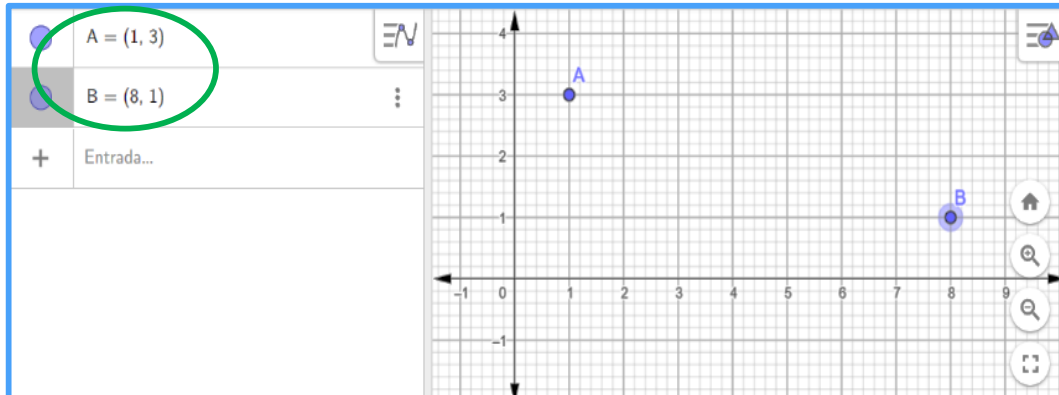 A = (1, 3)
B = (8, 1)
+ Entrada...
4
A
3
2
B
1
−1 0 1 2 3 4 5 6 7 8 9
−1